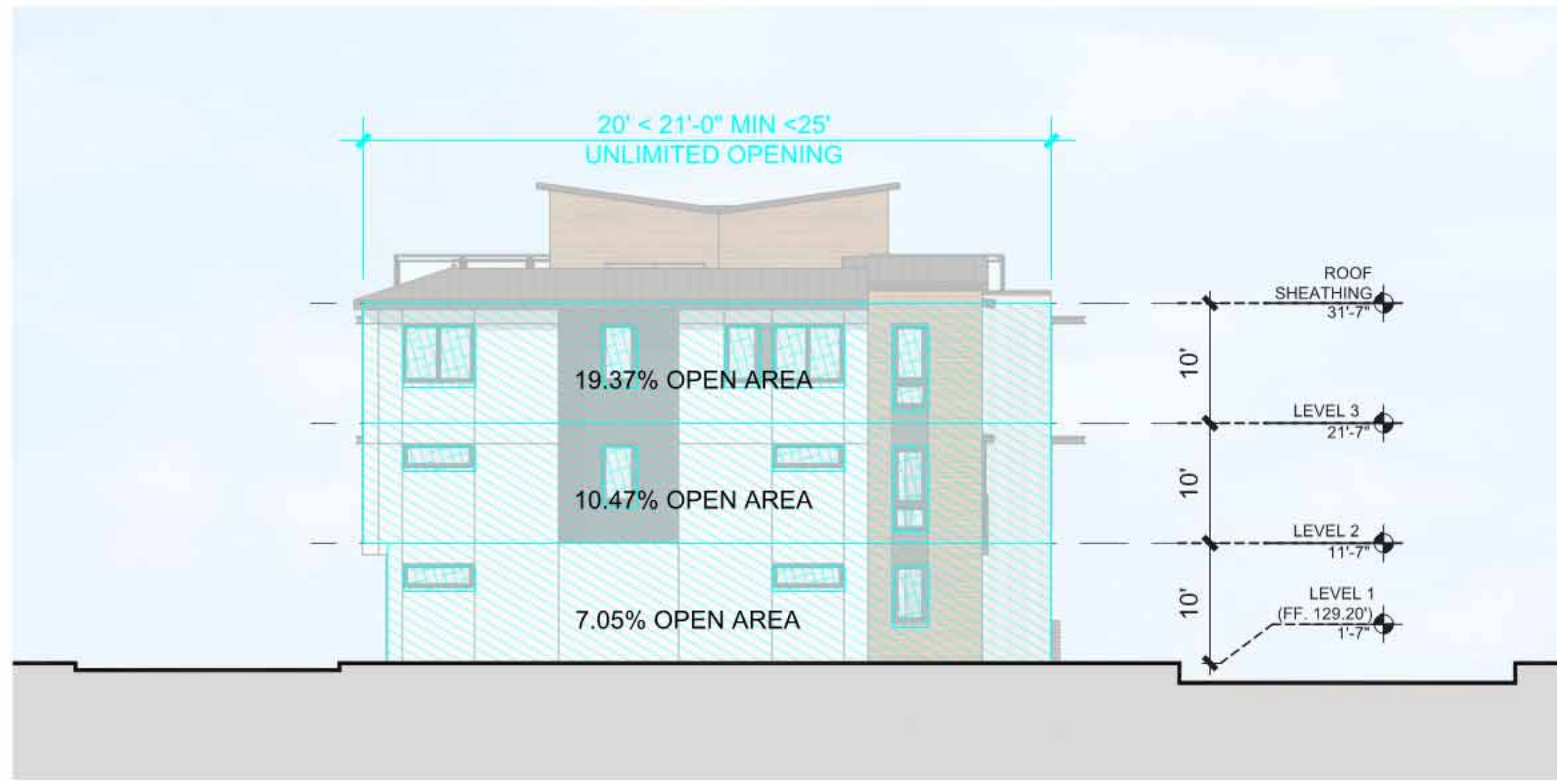 20' < 21'-0" MIN <25'
UNLIMITED OPENING
ROOF
SHEATHING
31'-7"
10'
19.37% OPEN AREA
LEVEL 3
21'-7"
10'
10.47% OPEN AREA
LEVEL 2
11'-7"
10'
7.05% OPEN AREA
LEVEL 1
(FF. 129.20')
1'-7"